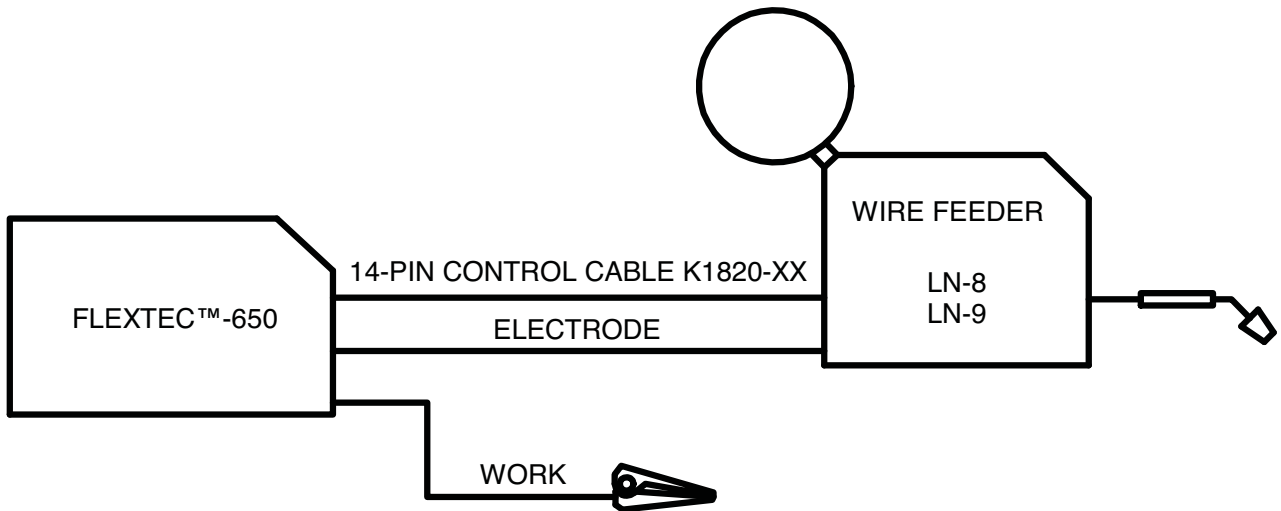 WIRE FEEDER
LN-8
LN-9
14-PIN CONTROL CABLE K1820-XX
FLEXTEC™-650
ELECTRODE
WORK